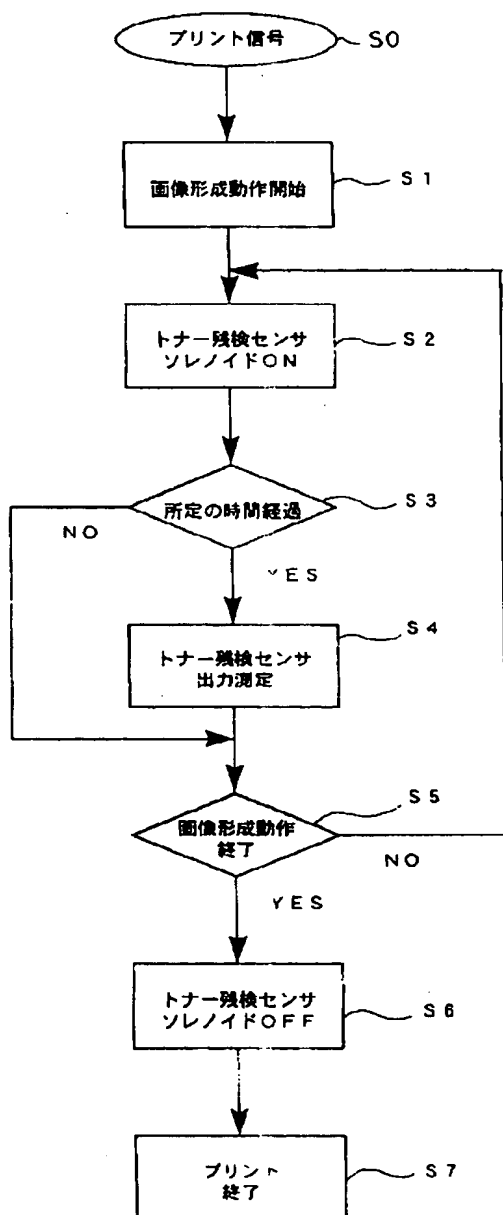 プリント信号 S0
画像形成動作開始 S1
トナー残検センサ S2
ソレノイドON
所定の時間経過 S3
NO
YES
トナー残検センサ S4
出力測定
画像形成動作 S5
終了
NO
YES
トナー残検センサ S6
ソレノイドOFF
プリント S7
終了